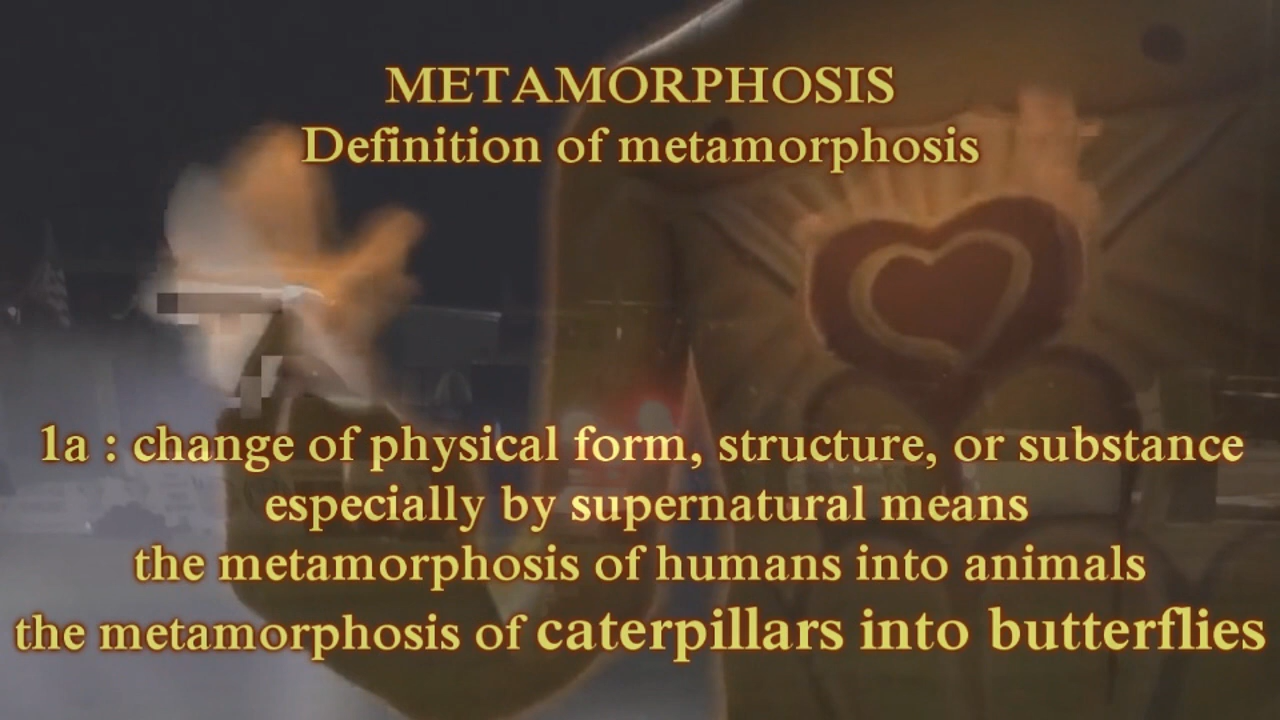 METAMORPHOSIS
Definition of metamorphosis
1a : change of physical form, structure, or substance
especially by supernatural means
the metamorphosis of humans into animals
the metamorphosis of caterpillars into butterflies